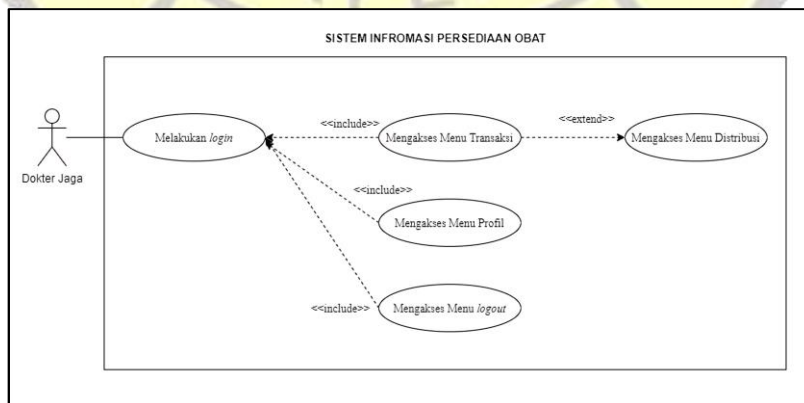 SISTEM INFROMASI PERSEDIAAN OBAT
<<include>>
<<extend>>
Melakukan login
Mengakses Menu Transaksi
Mengakses Menu Distribusi
Dokter Jaga
<<include>>
Mengakses Menu Profil
<<include>>
Mengakses Menu logout